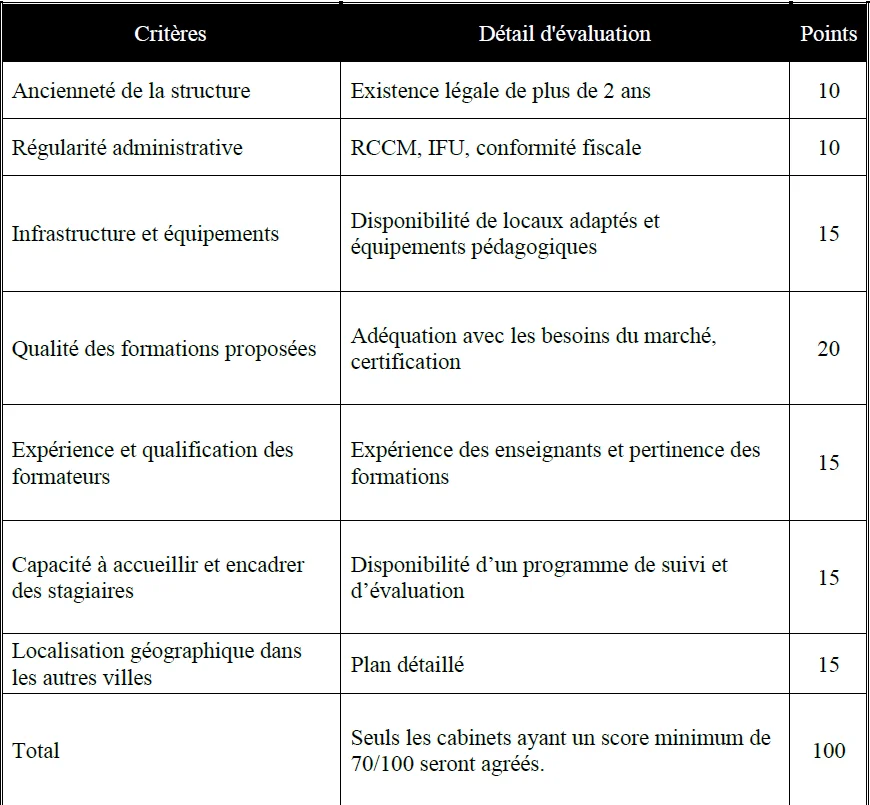 Critères Détail d'évaluation Points
Ancienneté de la structure Existence légale de plus de 2 ans 10
Régularité administrative RCCM, IFU, conformité fiscale 10
Infrastructure et équipements Disponibilité de locaux adaptés et
équipements pédagogiques 15
Qualité des formations proposées Adéquation avec les besoins du marché,
certification 20
Expérience et qualification des
formateurs
Expérience des enseignants et pertinence des
formations
15
Capacité à accueillir et encadrer
des stagiaires
Disponibilité d’un programme de suivi et
d’évaluation
15
Localisation géographique dans
les autres villes
Plan détaillé
15
Total
Seuls les cabinets ayant un score minimum de
70/100 seront agréés.
100